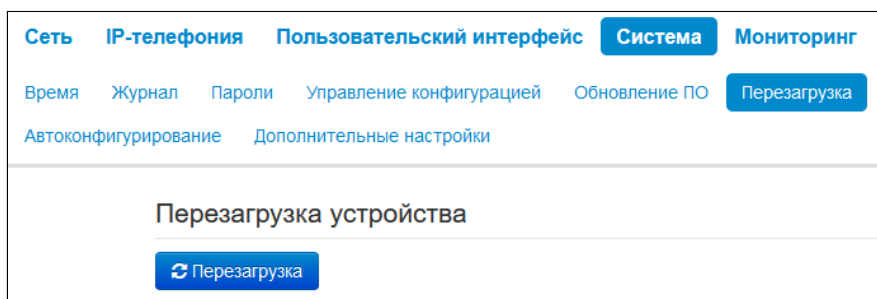 Сеть IP-телефония Пользовательский интерфейс Система Мониторинг
Время Журнал Пароли Управление конфигурацией Обновление ПО Перезагрузка
Автоконфигурирование Дополнительные настройки
Перезагрузка устройства
Перезагрузка